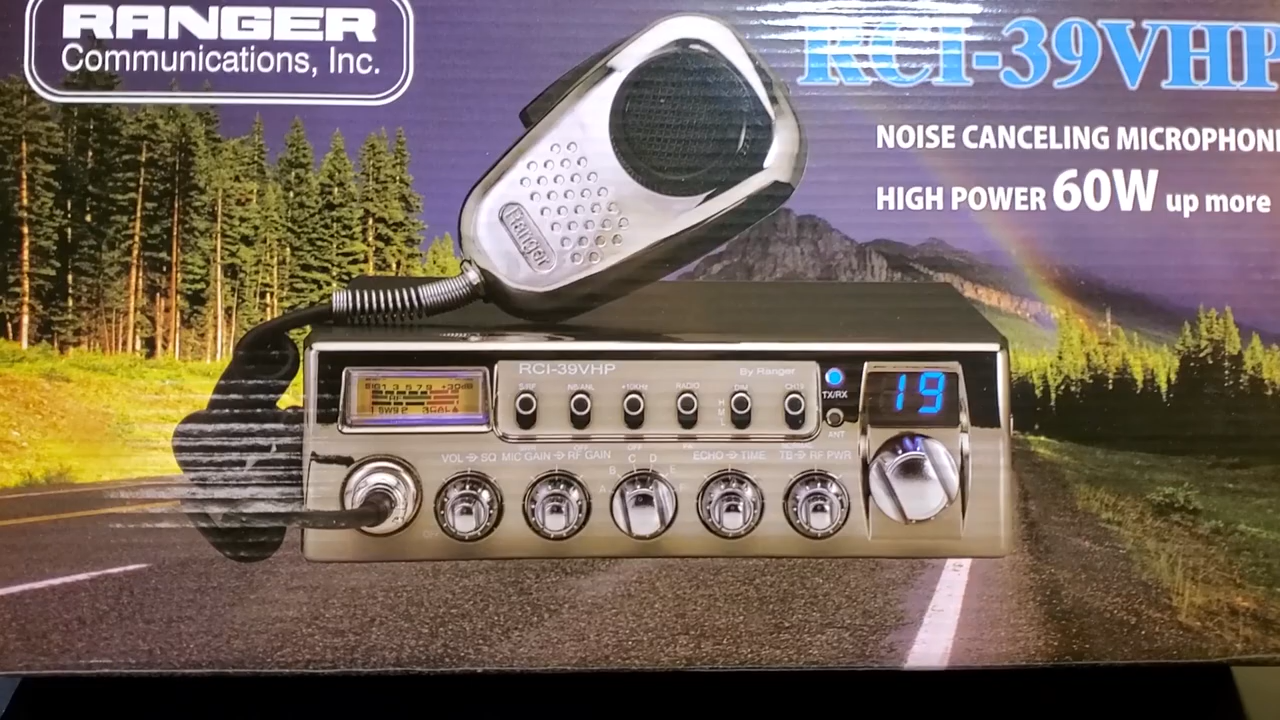 RANGER
Communications, Inc.
RCI-39VHP
NOISE CANCELING MICROPHONE
HIGH POWER 60W up more
Ranger
RCI-39VHP By Ranger
S/RF NB/ANL +10KHz RADIO DIM CH19
H
M
L
TX/RX
ANT
19
VOL SQ MIC GAIN RF GAIN ECHO TIME TB RF PWR
A B C D E F